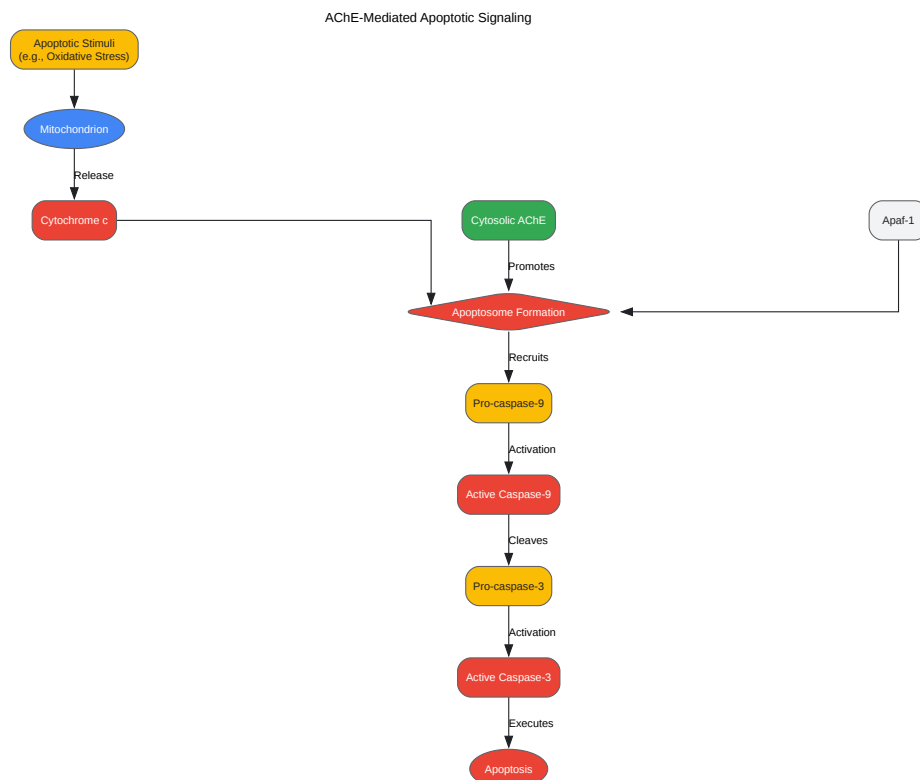 AChE-Mediated Apoptotic Signaling
Apoptotic Stimuli
(e.g., Oxidative Stress)
Mitochondrion
Release
Cytochrome c
Cytosolic AChE
Apaf-1
Promotes
Apoptosome Formation
Recruits
Pro-caspase-9
Activation
Active Caspase-9
Cleaves
Pro-caspase-3
Activation
Active Caspase-3
Executes
Apoptosis